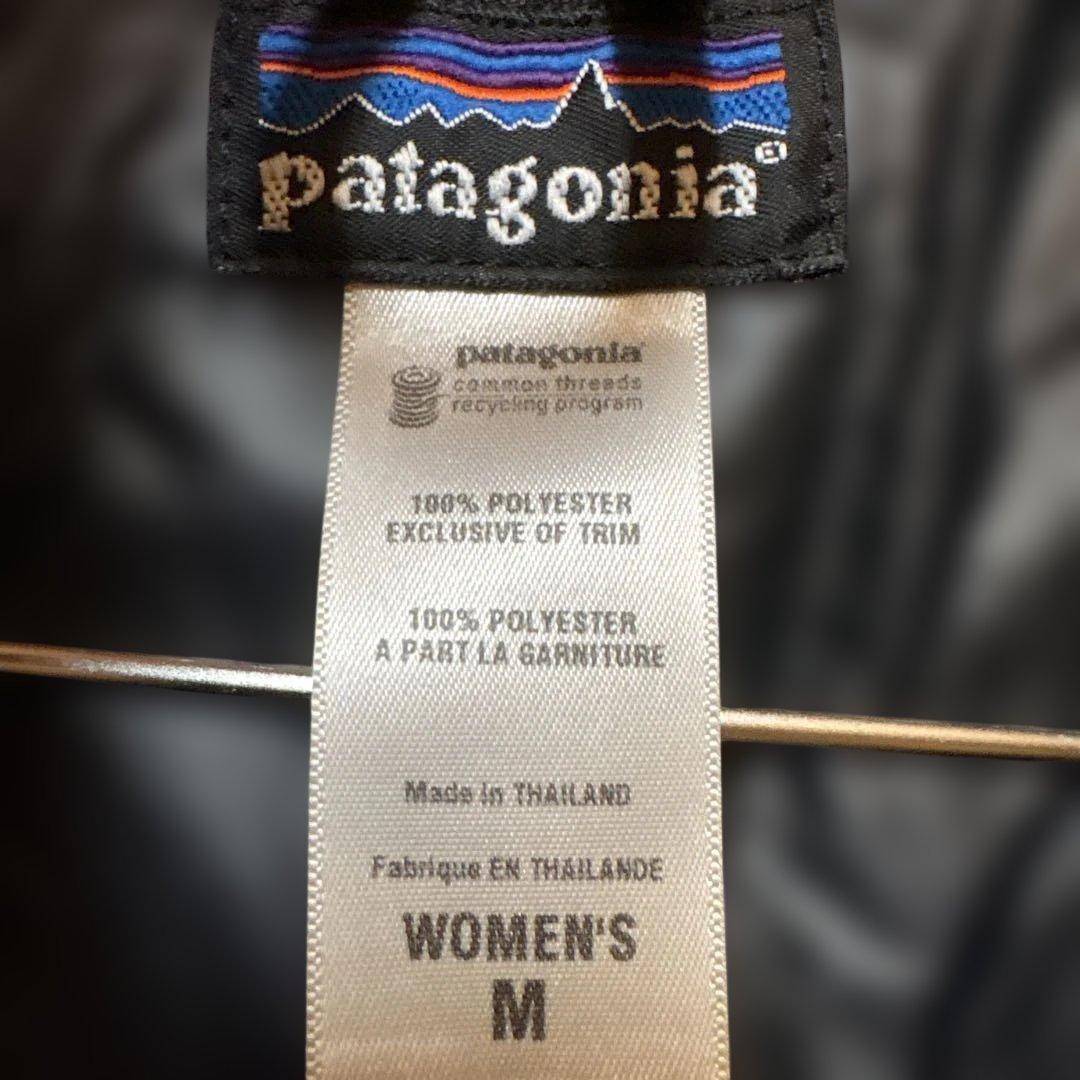 patagonia®
patagonia
common threads
recycling program
100% POLYESTER
EXCLUSIVE OF TRIM
100% POLYESTER
A PART LA GARNITURE
Made in THAILAND
Fabrique EN THAILANDE
WOMEN'S
M